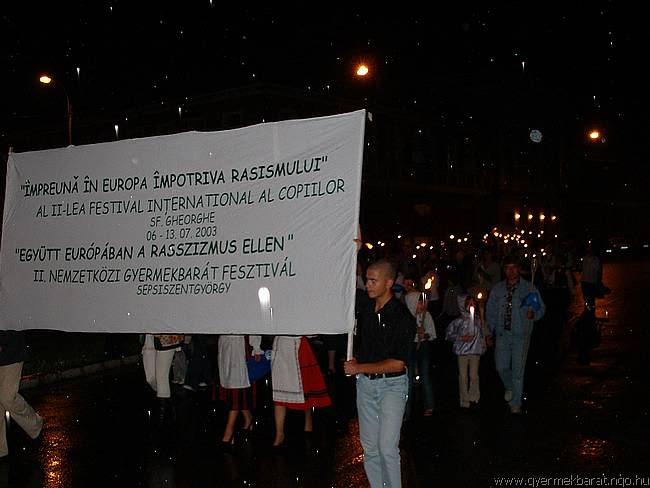 "ÎMPREUNĂ ÎN EUROPA ÎMPOTRIVA RASISMULUI"
AL II-LEA FESTIVAL INTERNAȚIONAL AL COPIILOR
SF. GHEORGHE
06 - 13. 07. 2003
"EGYÜTT EURÓPÁBAN A RASSZIZMUS ELLEN"
II. NEMZETKÖZI GYERMEKBARÁT FESZTIVÁL
SEPSISZENTGYÖRGY
www.gyermekbarat.ngo.hu